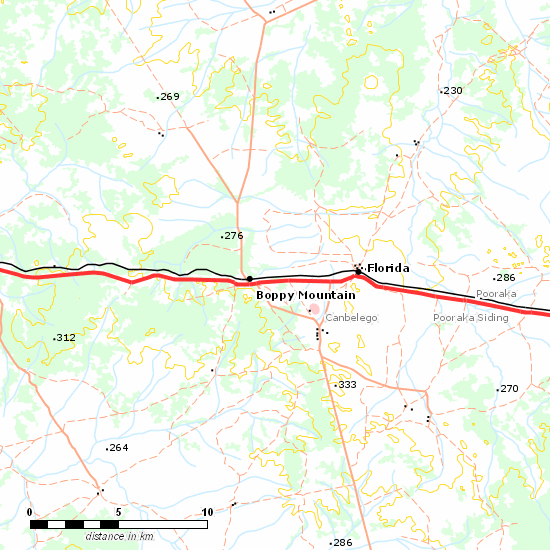 269
230
276
Florida
286
Pooraka
Boppy Mountain
Canbelego
Pooraka Siding
312
333
270
264
0 5 10
distance in km
286